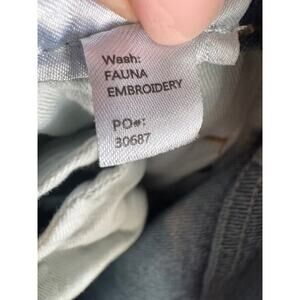 Wash:
FAUNA
EMBROIDERY
PO#:
30687